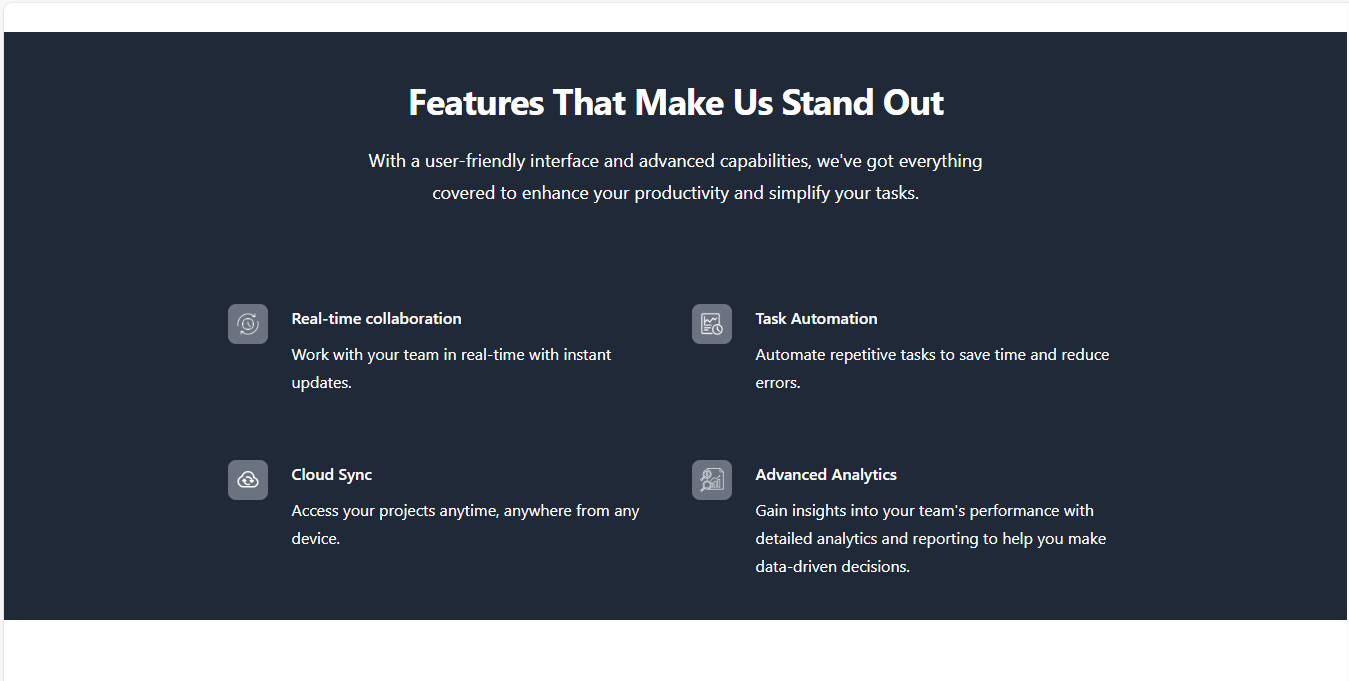 Features That Make Us Stand Out
With a user-friendly interface and advanced capabilities, we've got everything
covered to enhance your productivity and simplify your tasks.
Real-time collaboration
Work with your team in real-time with instant
updates.
Task Automation
Automate repetitive tasks to save time and reduce
errors.
Cloud Sync
Access your projects anytime, anywhere from any
device.
Advanced Analytics
Gain insights into your team's performance with
detailed analytics and reporting to help you make
data-driven decisions.